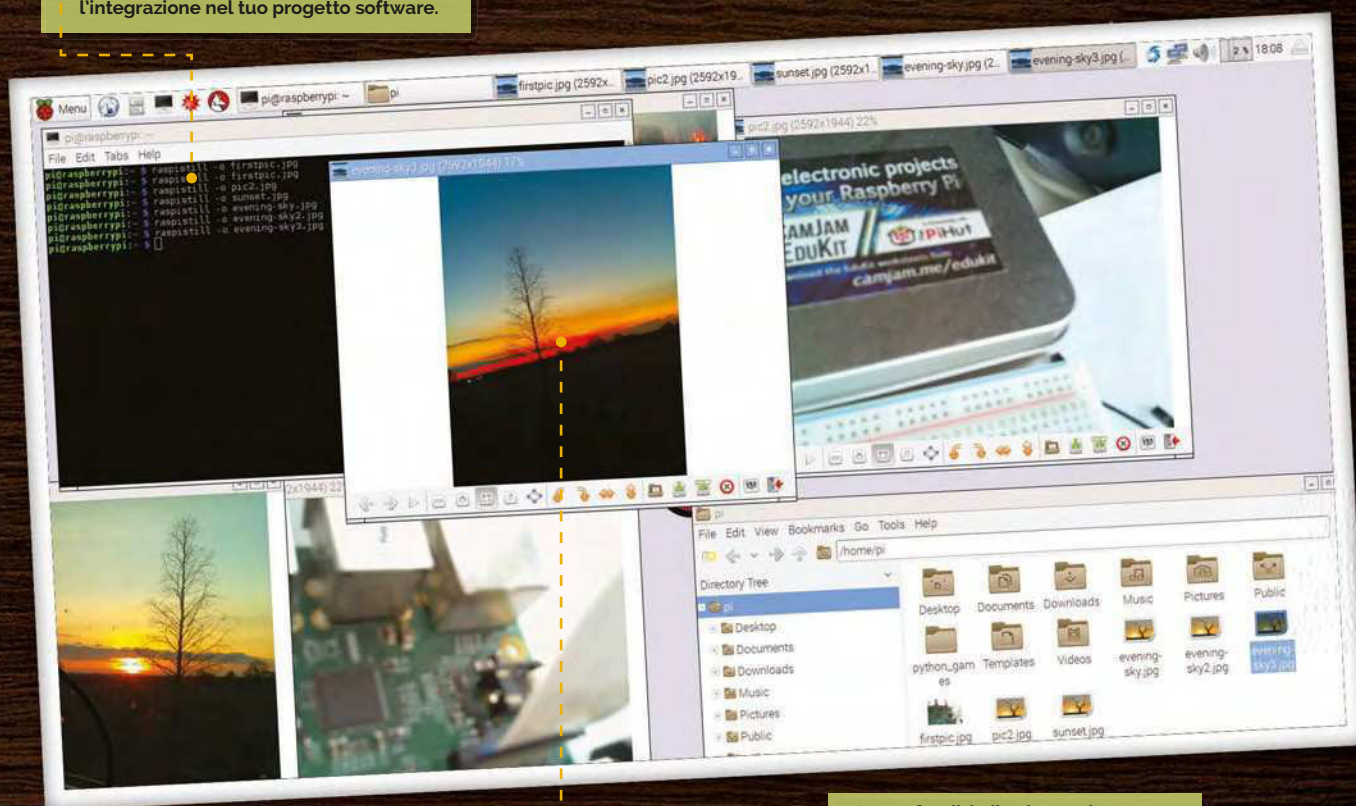 l'integrazione nel tuo progetto software.
Menu
pi@raspberrypi: ~
pi
firstpic.jpg (2592x...
pic2.jpg (2592x19...
sunset.jpg (2592x1...
evening-sky.jpg (2...
evening-sky3.jpg (...
2 %
18:08
pi@raspberrypi: ~
File Edit Tabs Help
pi@raspberrypi:~ $ raspistill -o firstpsc.jpg
pi@raspberrypi:~ $ raspistill -o firstpic.jpg
pi@raspberrypi:~ $ raspistill -o pic2.jpg
pi@raspberrypi:~ $ raspistill -o sunset.jpg
pi@raspberrypi:~ $ raspistill -o evening-sky.jpg
pi@raspberrypi:~ $ raspistill -o evening-sky2.jpg
pi@raspberrypi:~ $ raspistill -o evening-sky3.jpg
pi@raspberrypi:~ $
evening-sky3.jpg (2592x1944) 17%
pic2.jpg (2592x1944) 22%
electronic projects
your Raspberry Pi
CAMJAM
EDUKIT
PiHut
camjam.me/edukit
2x1944) 22
pi
File Edit View Bookmarks Go Tools Help
/home/pi
Directory Tree
pi
Desktop
Documents
Downloads
Music
Pictures
Public
Desktop
Documents
Downloads
Music
Pictures
Public
python_gam
es
Templates
Videos
evening-
sky.jpg
evening-
sky2.jpg
evening-
sky3.jpg
firstpic.jpg
pic2.jpg
sunset.jpg